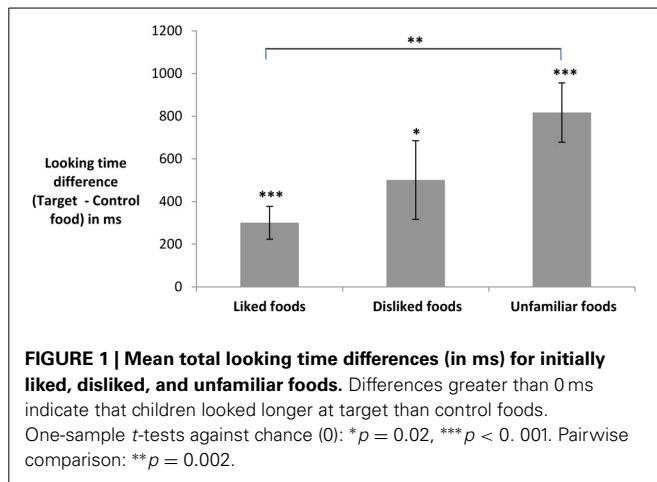 1200
**
1000
***
800
*
Looking time
difference
(Target - Control
food) in ms
600
***
400
200
0
Liked foods
Disliked foods
Unfamiliar foods
FIGURE 1 | Mean total looking time differences (in ms) for initially
liked, disliked, and unfamiliar foods. Differences greater than 0 ms
indicate that children looked longer at target than control foods.
One-sample t-tests against chance (0): *p = 0.02, ***p < 0. 001. Pairwise
comparison: **p = 0.002.